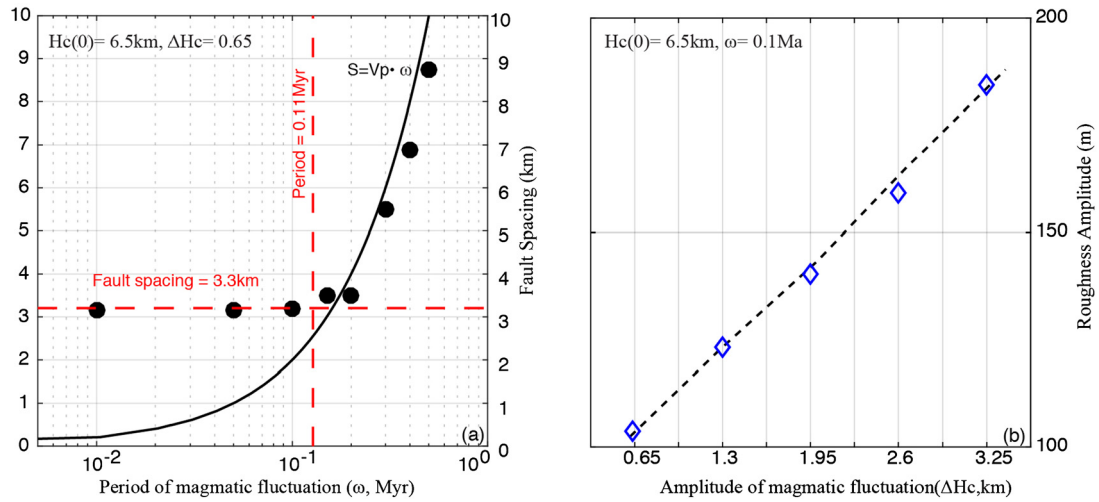 Hc(0)= 6.5km, ΔHc= 0.65
S=Vp• ω
Period = 0.11Myr
Fault spacing = 3.3km
10
9
8
7
6
5
4
3
2
1
0
10
9
8
7
6
5
4
3
2
1
0
Fault Spacing (km)
(a)
10⁻² 10⁻¹ 10⁰
Period of magmatic fluctuation (ω, Myr)
Hc(0)= 6.5km, ω= 0.1Ma
200
150
100
Roughness Amplitude (m)
(b)
0.65 1.3 1.95 2.6 3.25
Amplitude of magmatic fluctuation(ΔHc,km)